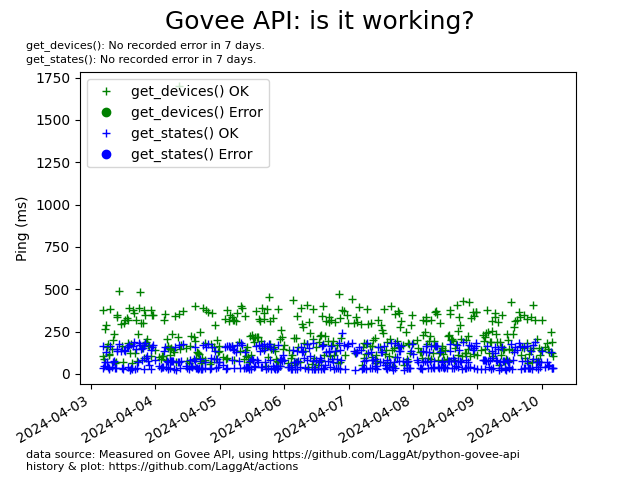 Govee API: is it working?
get_devices(): No recorded error in 7 days.
get_states(): No recorded error in 7 days.
get_devices() OK
get_devices() Error
get_states() OK
get_states() Error
1750
1500
1250
1000
750
500
250
0
Ping (ms)
2024-04-03
2024-04-04
2024-04-05
2024-04-06
2024-04-07
2024-04-08
2024-04-09
2024-04-10
data source: Measured on Govee API, using https://github.com/LaggAt/python-govee-api
history & plot: https://github.com/LaggAt/actions